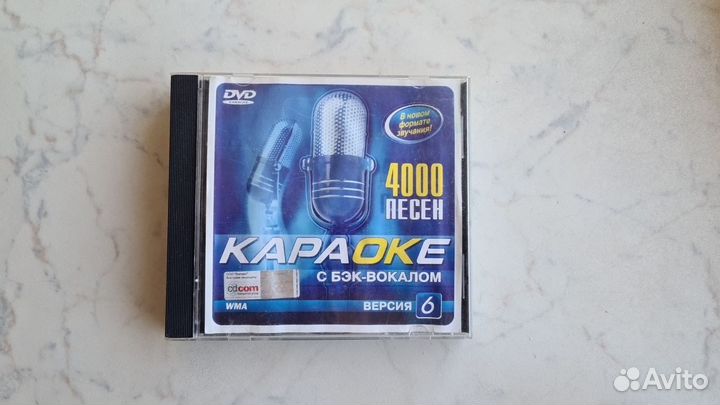 DVD
В новом
формате
звучания!
4000
ПЕСЕН
КАРАОКЕ
С БЭК-ВОКАЛОМ
cdcom
WMA
ВЕРСИЯ 6
Avito